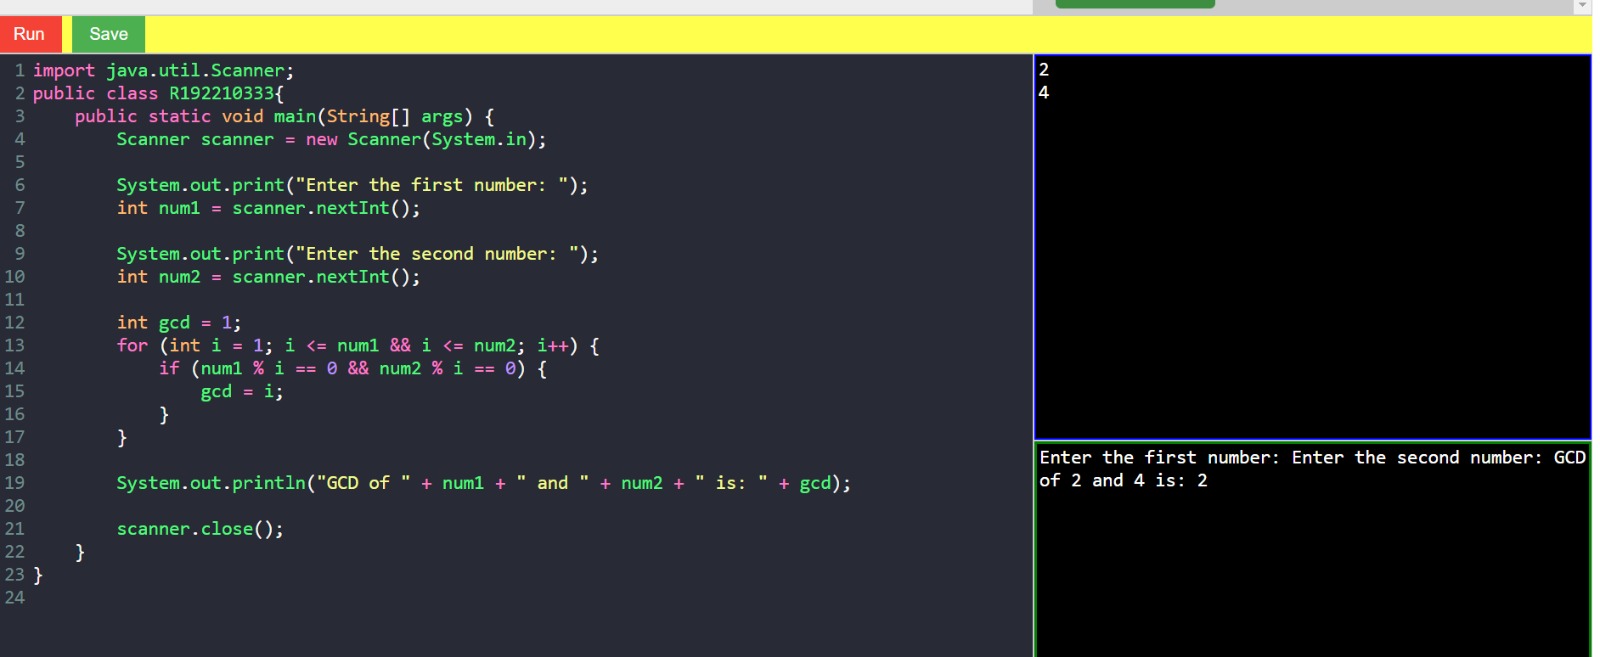 Run Save
1 import java.util.Scanner;
2 public class R192210333{
3     public static void main(String[] args) {
4         Scanner scanner = new Scanner(System.in);
5
6         System.out.print("Enter the first number: ");
7         int num1 = scanner.nextInt();
8
9         System.out.print("Enter the second number: ");
10         int num2 = scanner.nextInt();
11
12         int gcd = 1;
13         for (int i = 1; i <= num1 && i <= num2; i++) {
14             if (num1 % i == 0 && num2 % i == 0) {
15                 gcd = i;
16             }
17         }
18
19         System.out.println("GCD of " + num1 + " and " + num2 + " is: " + gcd);
20
21         scanner.close();
22     }
23 }
24
2
4
Enter the first number: Enter the second number: GCD
of 2 and 4 is: 2